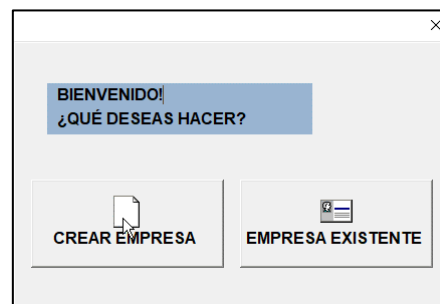 BIENVENIDO!
¿QUÉ DESEAS HACER?
CREAR EMPRESA
EMPRESA EXISTENTE